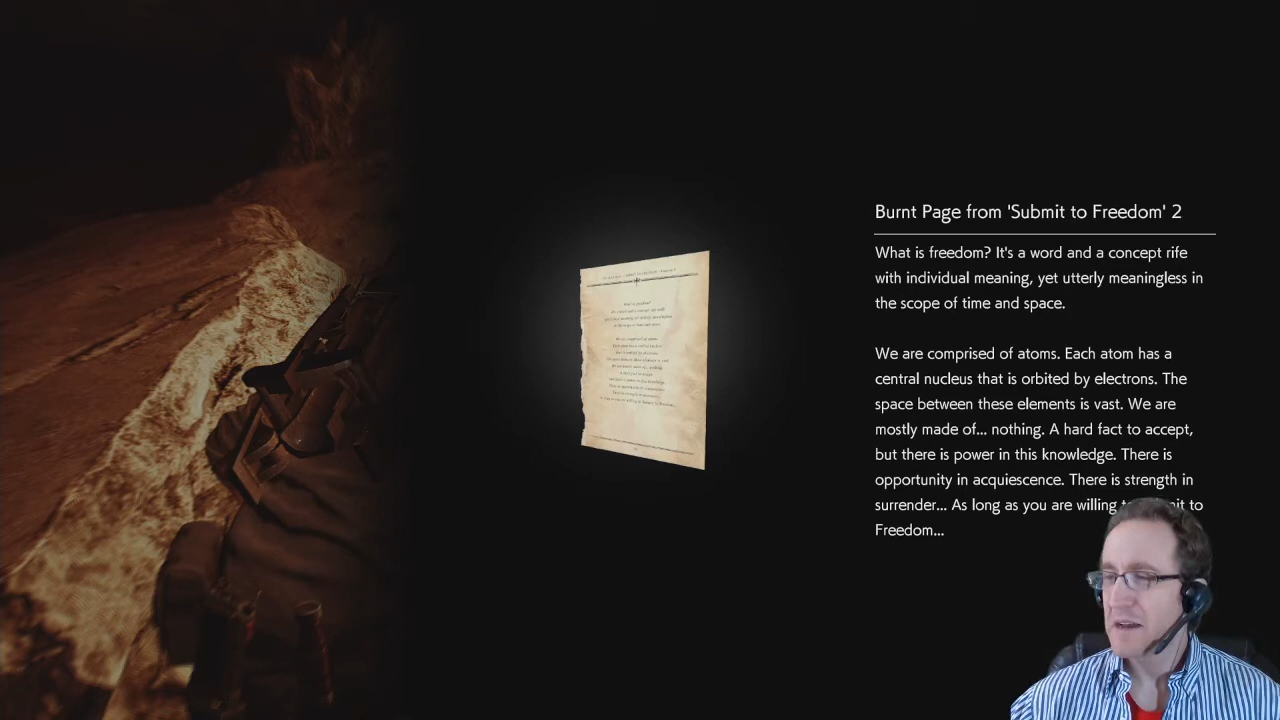 Burnt Page from 'Submit to Freedom' 2
What is freedom? It's a word and a concept rife
with individual meaning, yet utterly meaningless in
the scope of time and space.
We are comprised of atoms. Each atom has a
central nucleus that is orbited by electrons. The
space between these elements is vast. We are
mostly made of... nothing. A hard fact to accept,
but there is power in this knowledge. There is
opportunity in acquiescence. There is strength in
surrender... As long as you are willing to submit to
Freedom...